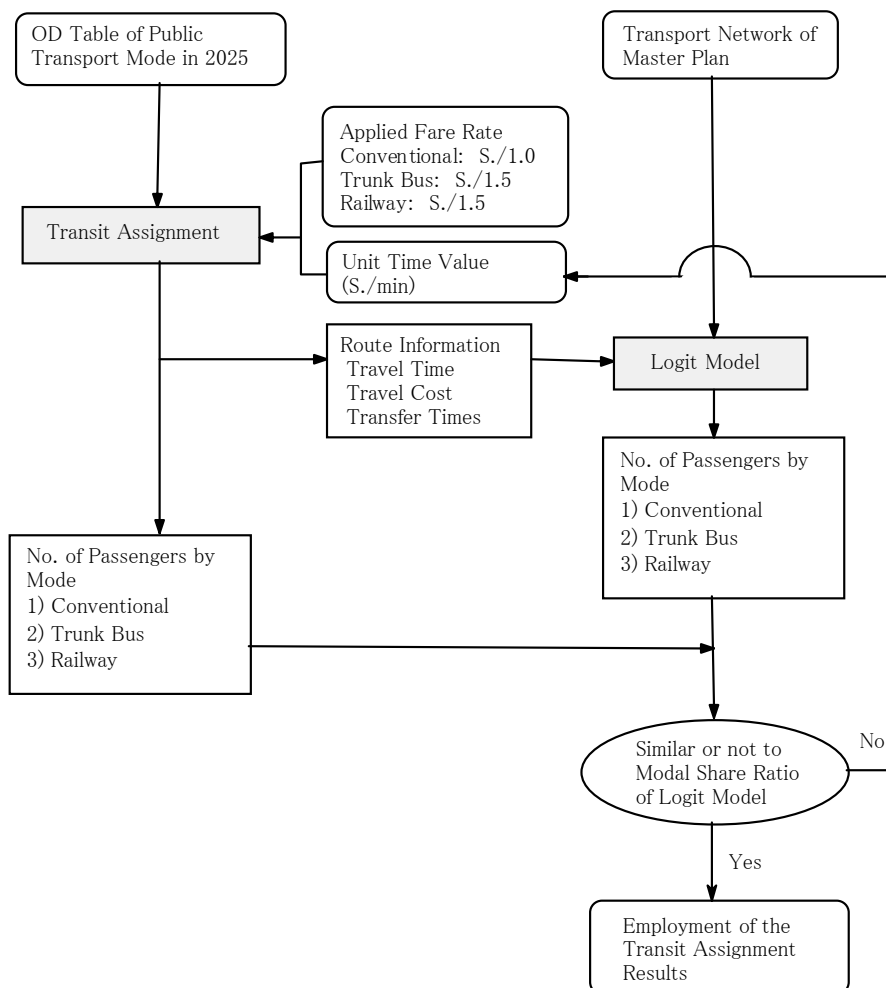 OD Table of Public
Transport Mode in 2025
Transport Network of
Master Plan
Applied Fare Rate
Conventional: S./1.0
Trunk Bus: S./1.5
Railway: S./1.5
Transit Assignment
Unit Time Value
(S./min)
Route Information
Travel Time
Travel Cost
Transfer Times
Logit Model
No. of Passengers by
Mode
1) Conventional
2) Trunk Bus
3) Railway
No. of Passengers by
Mode
1) Conventional
2) Trunk Bus
3) Railway
Similar or not to
Modal Share Ratio
of Logit Model
No
Yes
Employment of the
Transit Assignment
Results